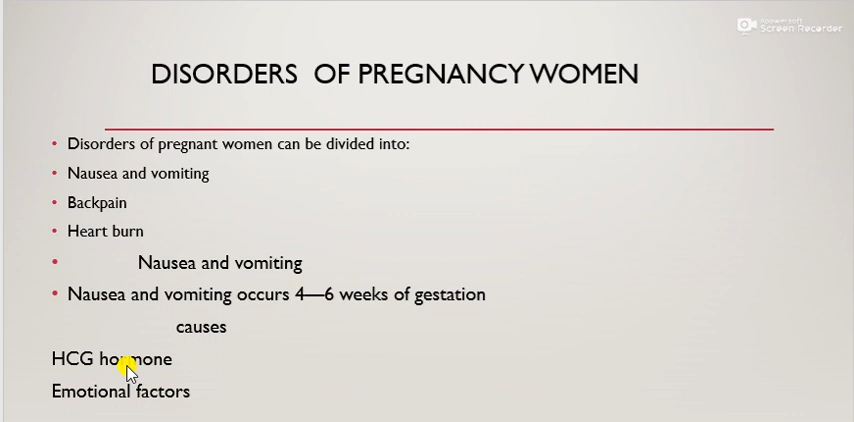 Apowersoft
Screen Recorder
DISORDERS OF PREGNANCY WOMEN
• Disorders of pregnant women can be divided into:
• Nausea and vomiting
• Backpain
• Heart burn
• Nausea and vomiting
• Nausea and vomiting occurs 4—6 weeks of gestation
causes
HCG hormone
Emotional factors